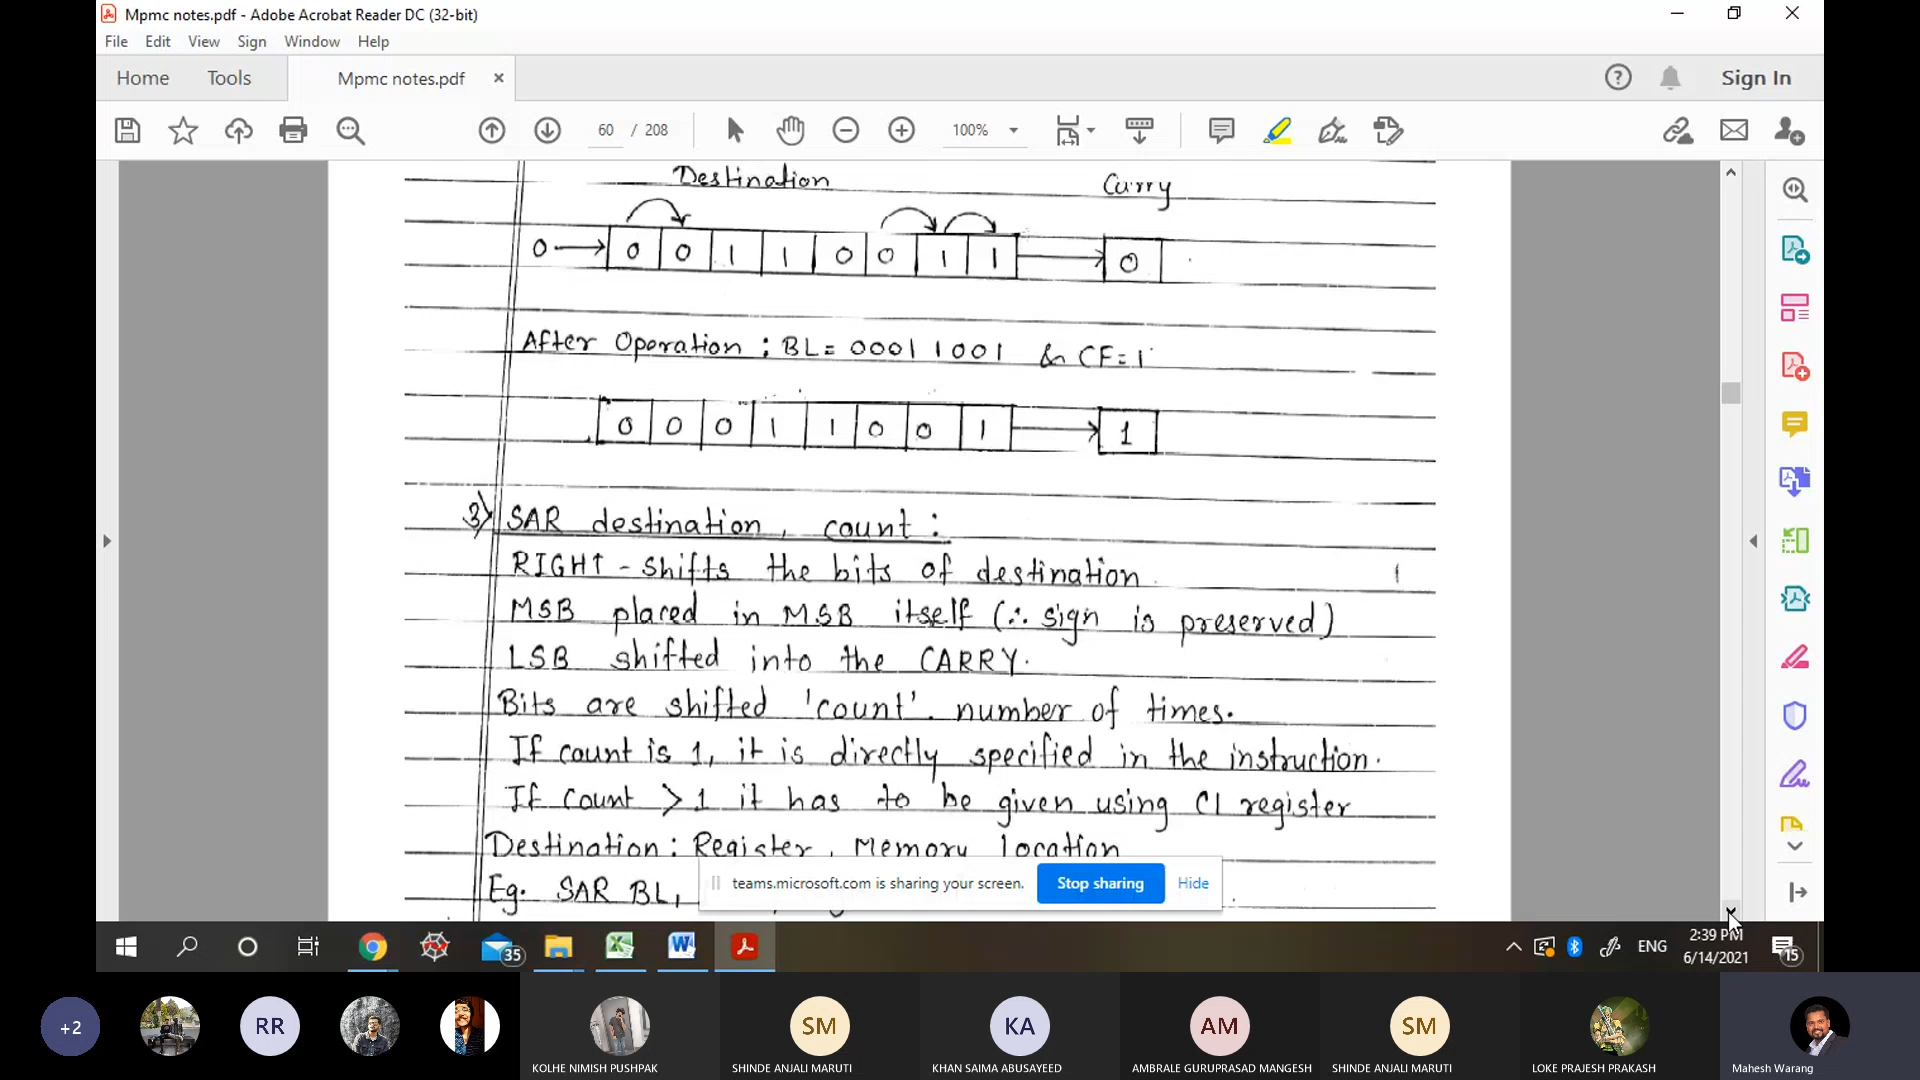 Mpmc notes.pdf - Adobe Acrobat Reader DC (32-bit)
File Edit View Sign Window Help
Home Tools Mpmc notes.pdf × Sign In
60 / 208 100%
Destination Carry
0 → 0 0 1 1 0 0 1 1 → 0
After Operation : BL = 0001 1001 & CF = 1
0 0 0 1 1 0 0 1 → 1
3) SAR destination, count :
RIGHT - shifts the bits of destination
MSB placed in MSB itself (∴ sign is preserved)
LSB shifted into the CARRY.
Bits are shifted 'count' number of times.
If count is 1, it is directly specified in the instruction.
If count > 1 it has to be given using Cl register
Destination : Register, Memory location
Eg. SAR BL,
teams.microsoft.com is sharing your screen. Stop sharing Hide
35 ENG 2:39 PM 6/14/2021 15
+2 RR SM KA AM SM
KOLHE NIMISH PUSHPAK SHINDE ANJALI MARUTI KHAN SAIMA ABUSAYEED AMBRALE GURUPRASAD MANGESH SHINDE ANJALI MARUTI LOKE PRAJESH PRAKASH Mahesh Warang